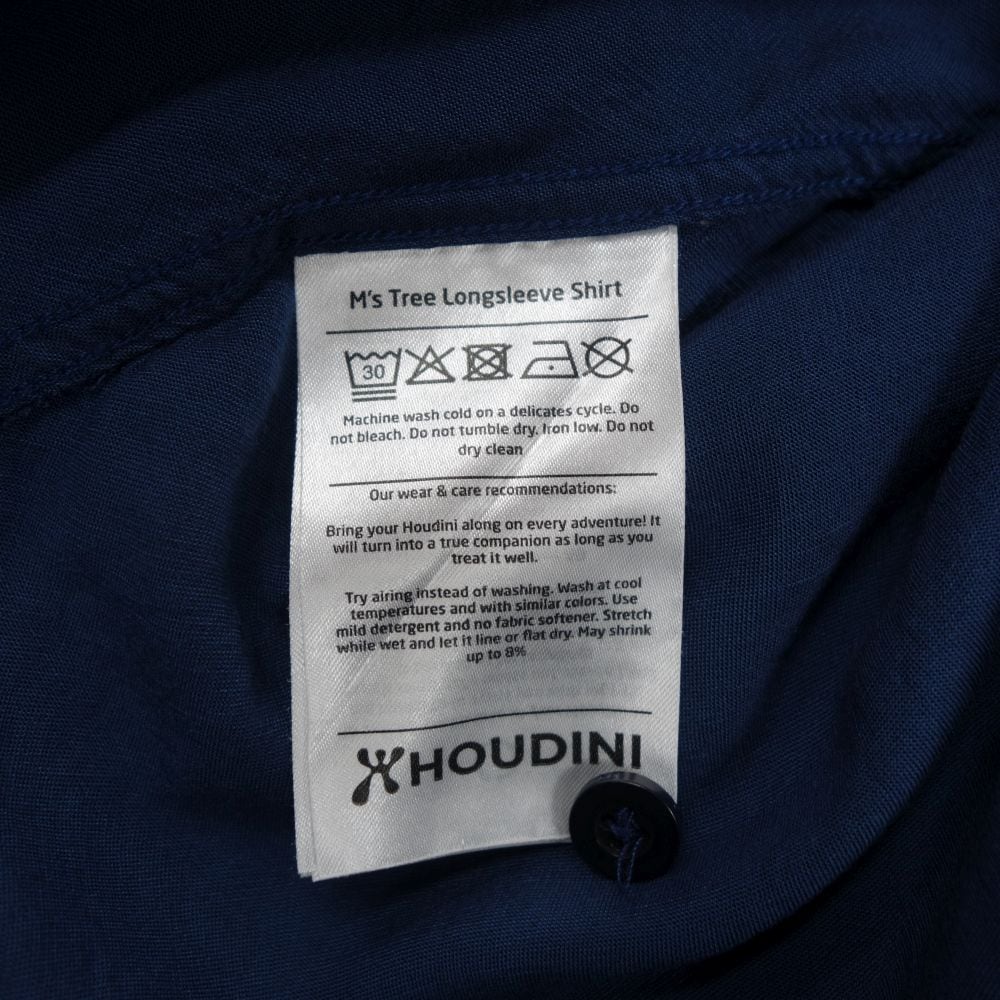 M's Tree Longsleeve Shirt
30
Machine wash cold on a delicates cycle. Do
not bleach. Do not tumble dry. Iron low. Do not
dry clean
Our wear & care recommendations:
Bring your Houdini along on every adventure! It
will turn into a true companion as long as you
treat it well.
Try airing instead of washing. Wash at cool
temperatures and with similar colors. Use
mild detergent and no fabric softener. Stretch
while wet and let it line or flat dry. May shrink
up to 8%
HOUDINI